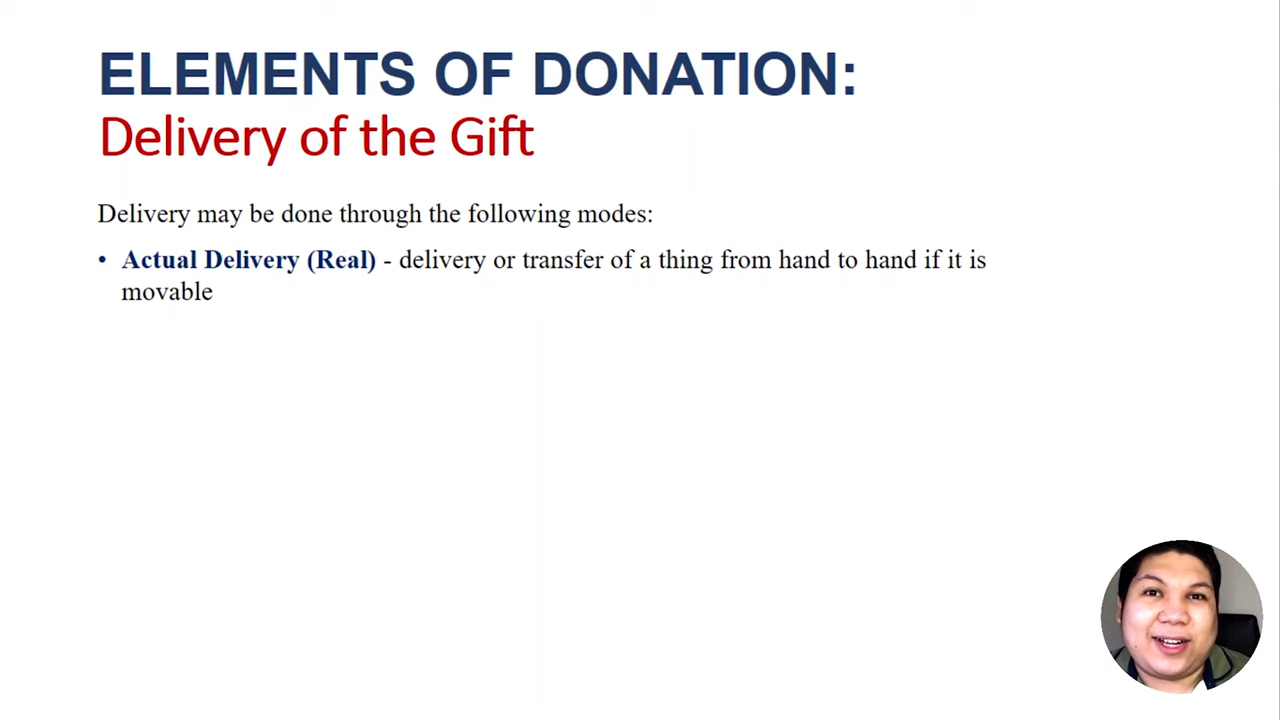 ELEMENTS OF DONATION:
Delivery of the Gift
Delivery may be done through the following modes:
• Actual Delivery (Real) - delivery or transfer of a thing from hand to hand if it is
movable